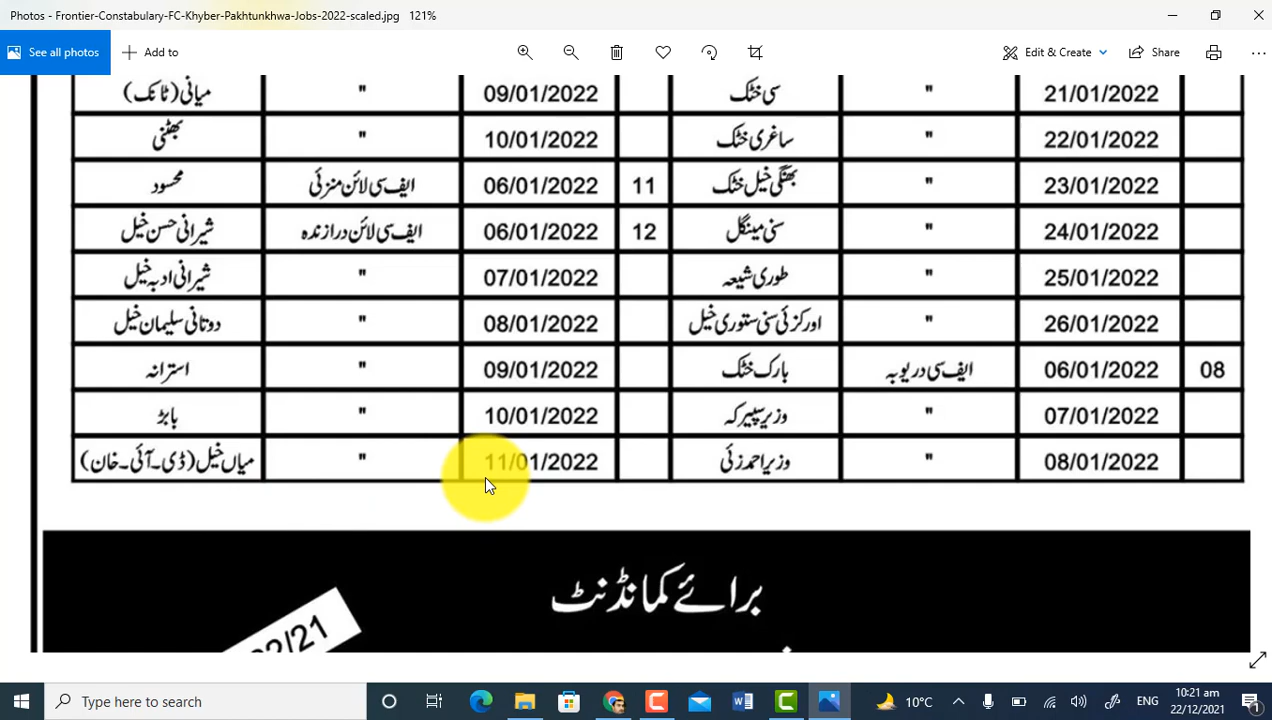 Photos - Frontier-Constabulary-FC-Khyber-Pakhtunkhwa-Jobs-2022-scaled.jpg 121%
See all photos
Add to
Edit & Create
Share
21/01/2022 " سی خٹک 09/01/2022 " میانی (ٹانک)
22/01/2022 " ساغری خٹک 10/01/2022 " بھٹنی
23/01/2022 " بھنگی خیل خٹک 11 06/01/2022 ایف سی لائن منزئی محسود
24/01/2022 " سنی مینگل 12 06/01/2022 ایف سی لائن درازندہ شیرانی حسن خیل
25/01/2022 " طوری شیعہ 07/01/2022 " شیرانی ادبہ خیل
26/01/2022 " اورکزئی سنی ستوری خیل 08/01/2022 " دوتانی سلیمان خیل
08 06/01/2022 ایف سی دریوبہ بارک خٹک 09/01/2022 " استرانہ
07/01/2022 " وزیر سپیرکہ 10/01/2022 " بابڑ
08/01/2022 " وزیر احمد زئی 11/01/2022 " میاں خیل (ڈی۔آئی۔خان)
برائے کمانڈنٹ
22/21
Type here to search
10°C
ENG
10:21 am
22/12/2021
1